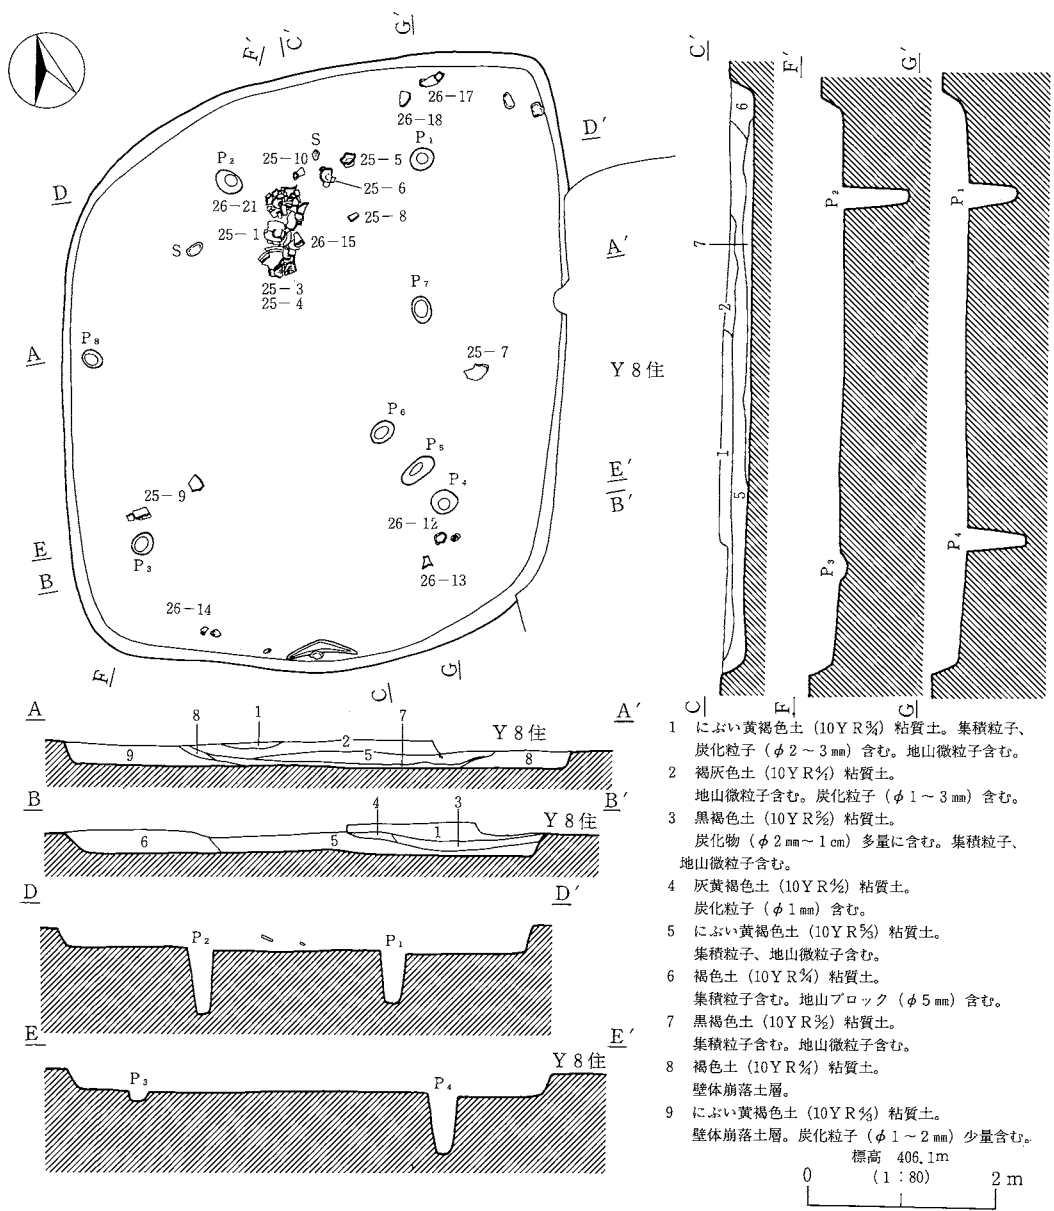 F′ C′ G′
26－17
26－18
D′
S
P₁
25－10
25－5
P₂
25－6
D
26－21
25－8
25－1
26－15
A′
S
25－3
25－4
P₇
P₈
A
25－7
Y 8住
P₆
P₅
E′
B′
P₄
25－9
26－12
E
P₃
B
26－13
26－14
F
G
C
C′ F′ G′
6
P₂
P₁
7
2
1
5
P₃
P₄
C F G
A
8 1 7
A′
Y 8住
9 2 5 8
B
4 3
B′
Y 8住
6 5 1
D
D′
P₂ P₁
E
E′
Y 8住
P₃ P₄
1 にぶい黄褐色土（10ＹＲ¾）粘質土。集積粒子、
炭化粒子（φ2～3㎜）含む。地山微粒子含む。
2 褐灰色土（10ＹＲ4/1）粘質土。
地山微粒子含む。炭化粒子（φ1～3㎜）含む。
3 黒褐色土（10ＹＲ）粘質土。
炭化物（φ2㎜～1㎝）多量に含む。集積粒子、
地山微粒子含む。
4 灰黄褐色土（10ＹＲ4/2）粘質土。
炭化粒子（φ1㎜）含む。
5 にぶい黄褐色土（10ＹＲ5/3）粘質土。
集積粒子、地山微粒子含む。
6 褐色土（10ＹＲ4/4）粘質土。
集積粒子含む。地山ブロック（φ5㎜）含む。
7 黒褐色土（10ＹＲ3/2）粘質土。
集積粒子含む。地山微粒子含む。
8 褐色土（10ＹＲ4/4）粘質土。
壁体崩落土層。
9 にぶい黄褐色土（10ＹＲ4/3）粘質土。
壁体崩落土層。炭化粒子（φ1～2㎜）少量含む。
標高 406.1m
（1：80）
0 2 m